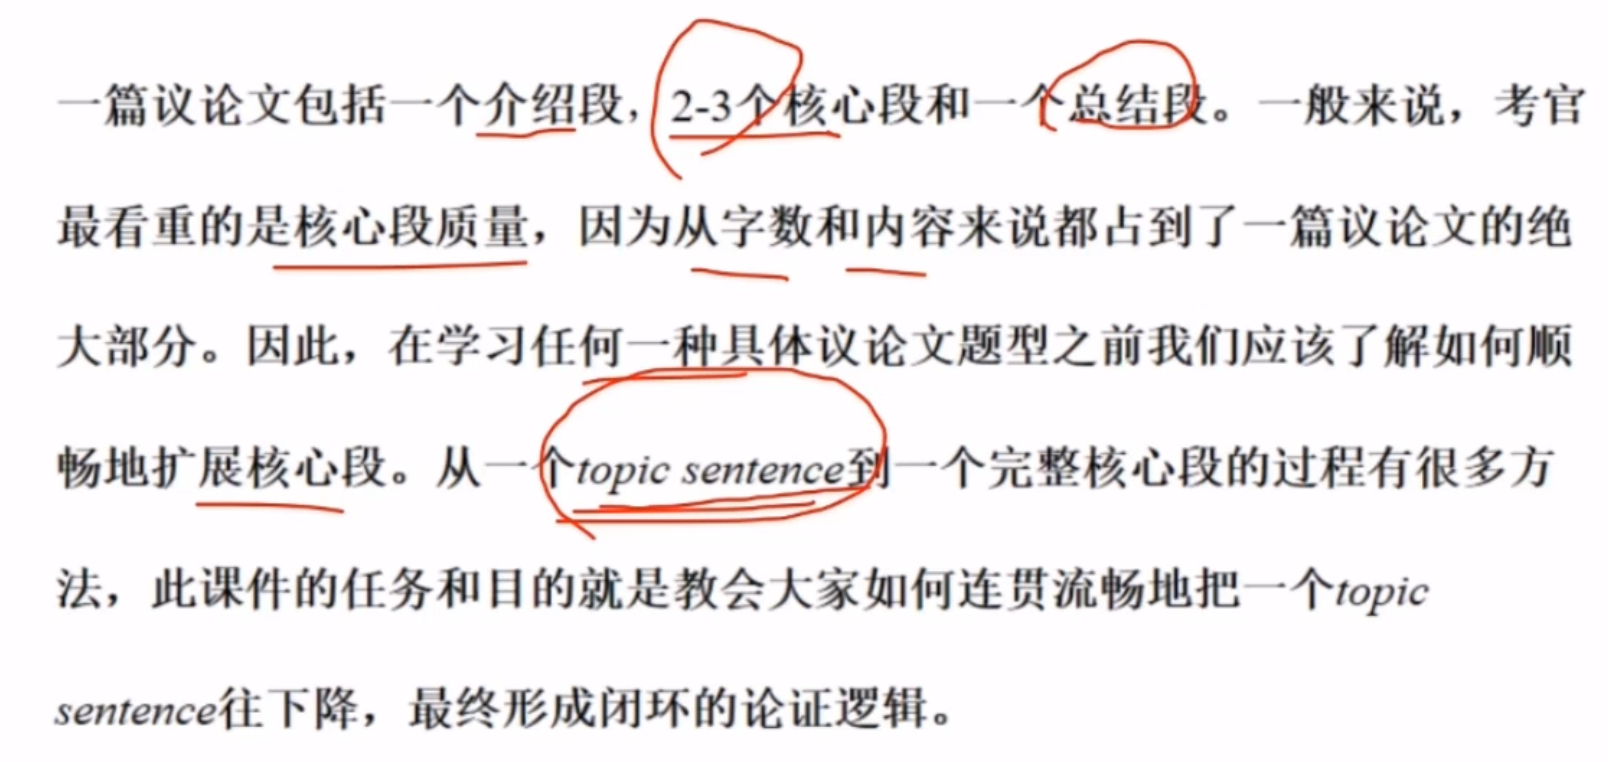 一篇议论文包括一个介绍段，2-3个核心段和一个总结段。一般来说，考官
最看重的是核心段质量，因为从字数和内容来说都占到了一篇议论文的绝
大部分。因此，在学习任何一种具体议论文题型之前我们应该了解如何顺
畅地扩展核心段。从一个topic sentence到一个完整核心段的过程有很多方
法，此课件的任务和目的就是教会大家如何连贯流畅地把一个topic
sentence往下降，最终形成闭环的论证逻辑。